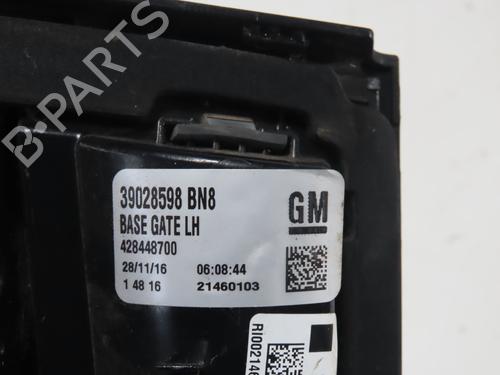 B-PARTS
39028598 BN8
BASE GATE LH
428448700
28/11/16 06:08:44
1 48 16 21460103
GM